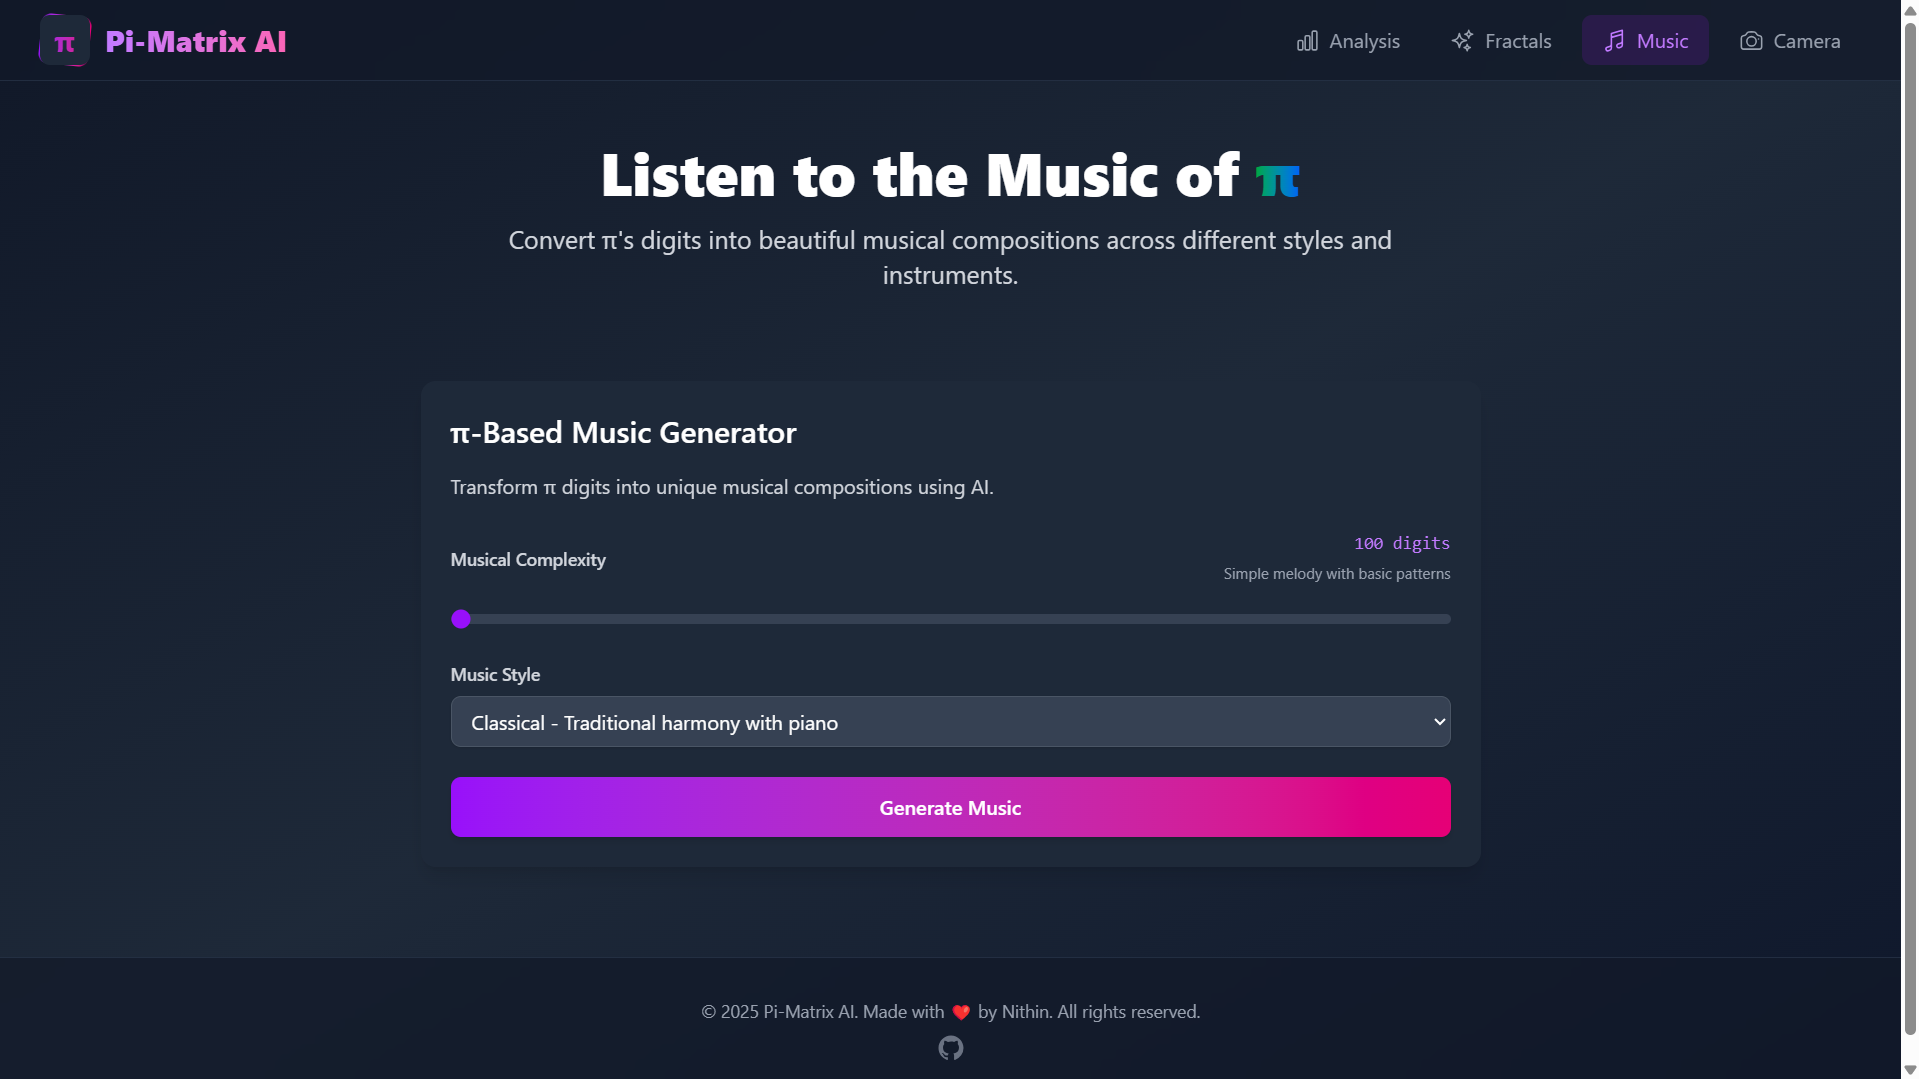 π Pi-Matrix AI
Analysis
Fractals
Music
Camera
Listen to the Music of π
Convert π's digits into beautiful musical compositions across different styles and
instruments.
π-Based Music Generator
Transform π digits into unique musical compositions using AI.
100 digits
Musical Complexity
Simple melody with basic patterns
Music Style
Classical - Traditional harmony with piano
Generate Music
© 2025 Pi-Matrix AI. Made with ❤️ by Nithin. All rights reserved.